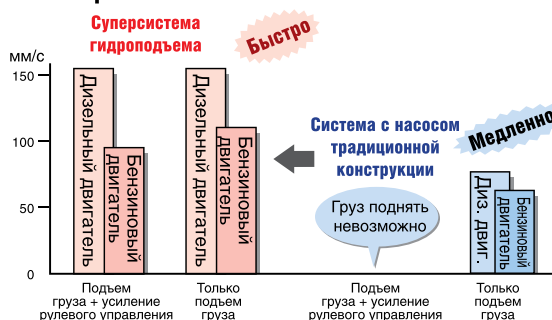 Суперсистема
гидроподъема
Быстро
мм/с
150
100
50
0
Дизельный двигатель
Бензиновый
двигатель
Дизельный двигатель
Бензиновый
двигатель
Система с насосом
традиционной
конструкции
Медленно
Груз поднять
невозможно
Диз. двиг.
Бензиновый
двигатель
Подъем
груза + усиление
рулевого управления
Только
подъем
груза
Подъем
груза + усиление
рулевого управления
Только
подъем
груза